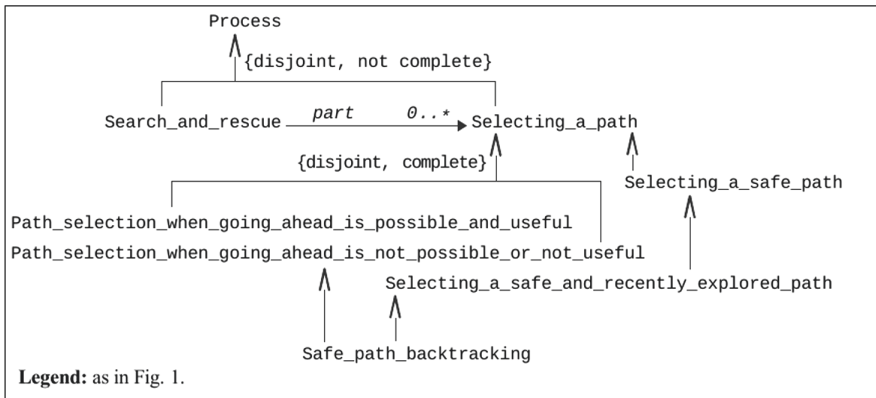 Process
{disjoint, not complete}
Search_and_rescue part 0..* Selecting_a_path
{disjoint, complete}
Selecting_a_safe_path
Path_selection_when_going_ahead_is_possible_and_useful
Path_selection_when_going_ahead_is_not_possible_or_not_useful
Selecting_a_safe_and_recently_explored_path
Safe_path_backtracking
Legend: as in Fig. 1.